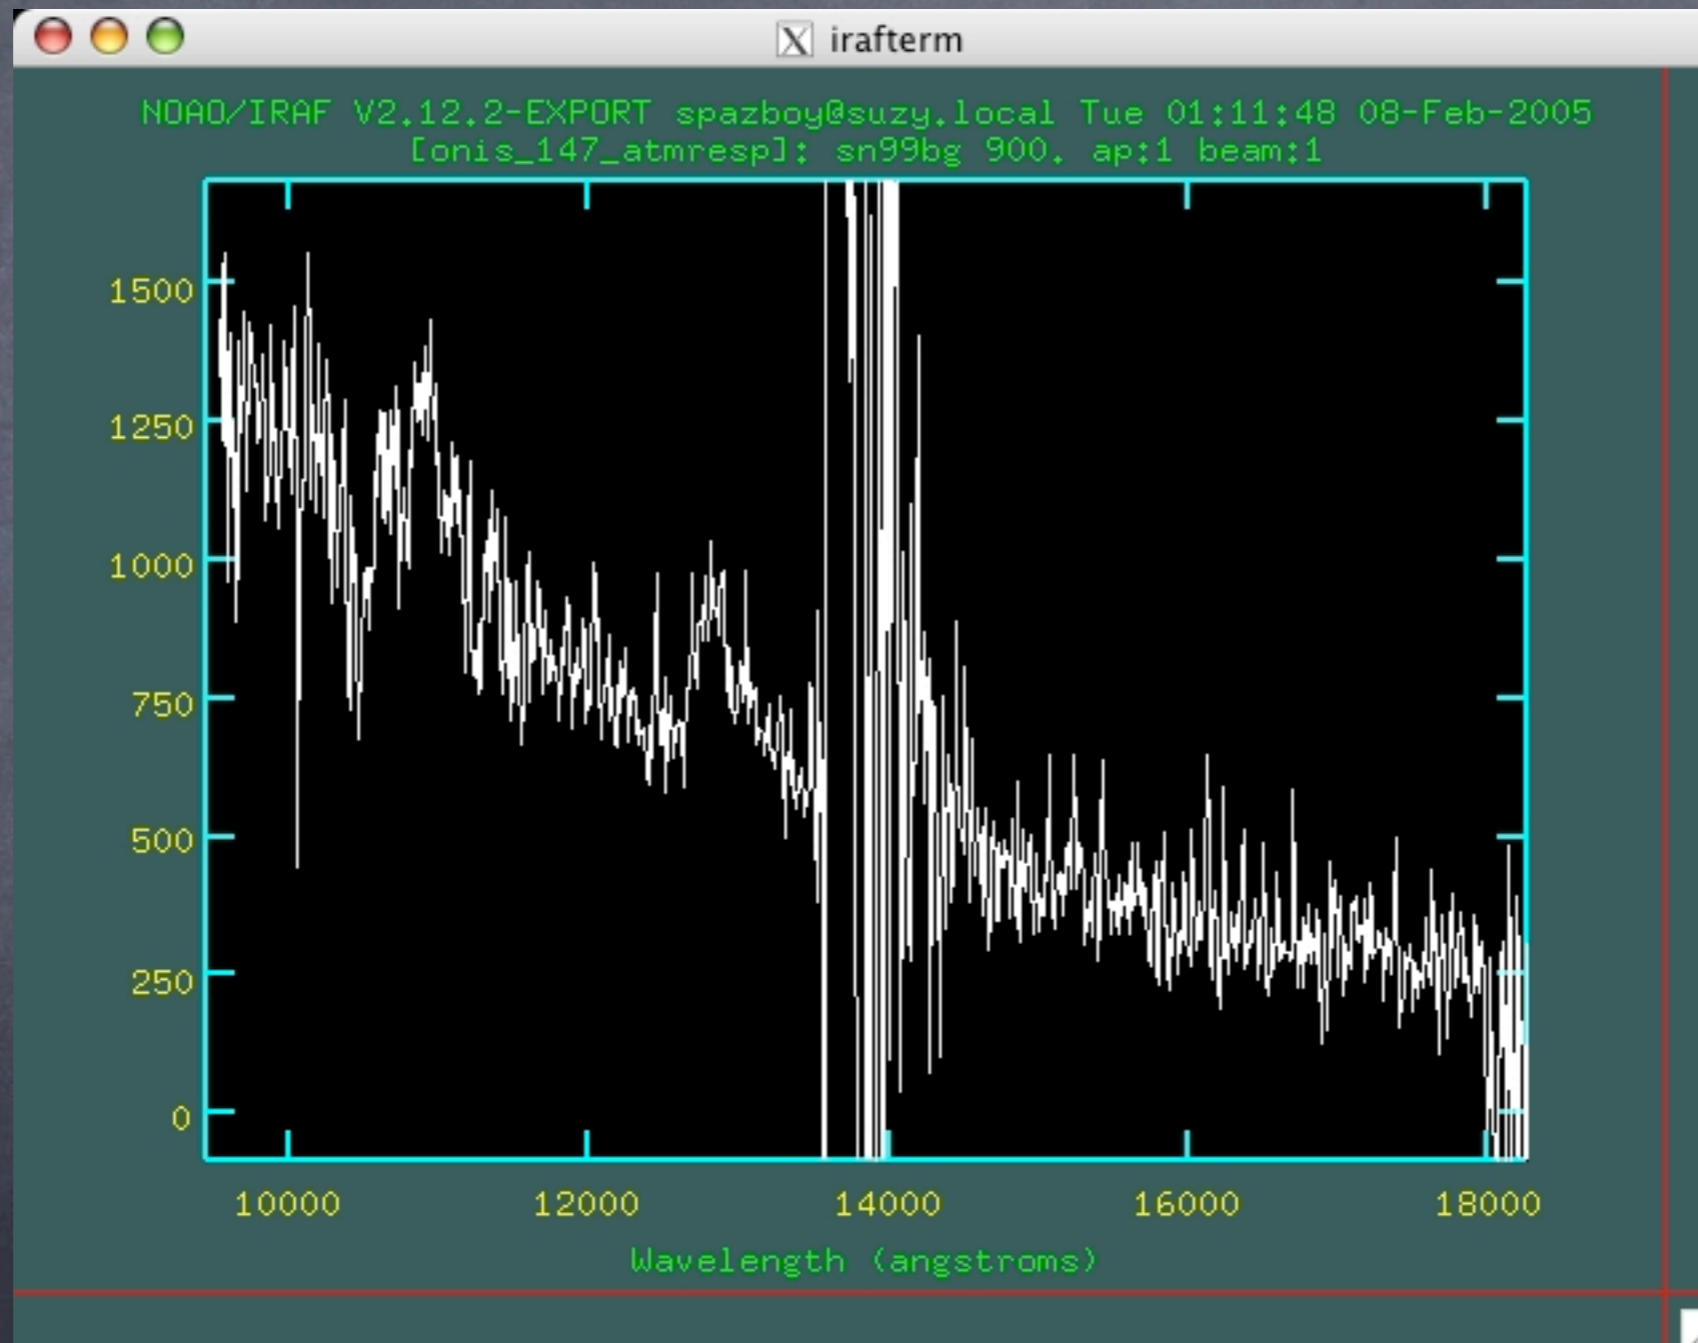 irafterm
NOAO/IRAF V2.12.2-EXPORT spazboy@suzy.local Tue 01:11:48 08-Feb-2005
[onis_147_atmresp]: sn99bg 900. ap:1 beam:1
1500
1250
1000
750
500
250
0
10000 12000 14000 16000 18000
Wavelength (angstroms)